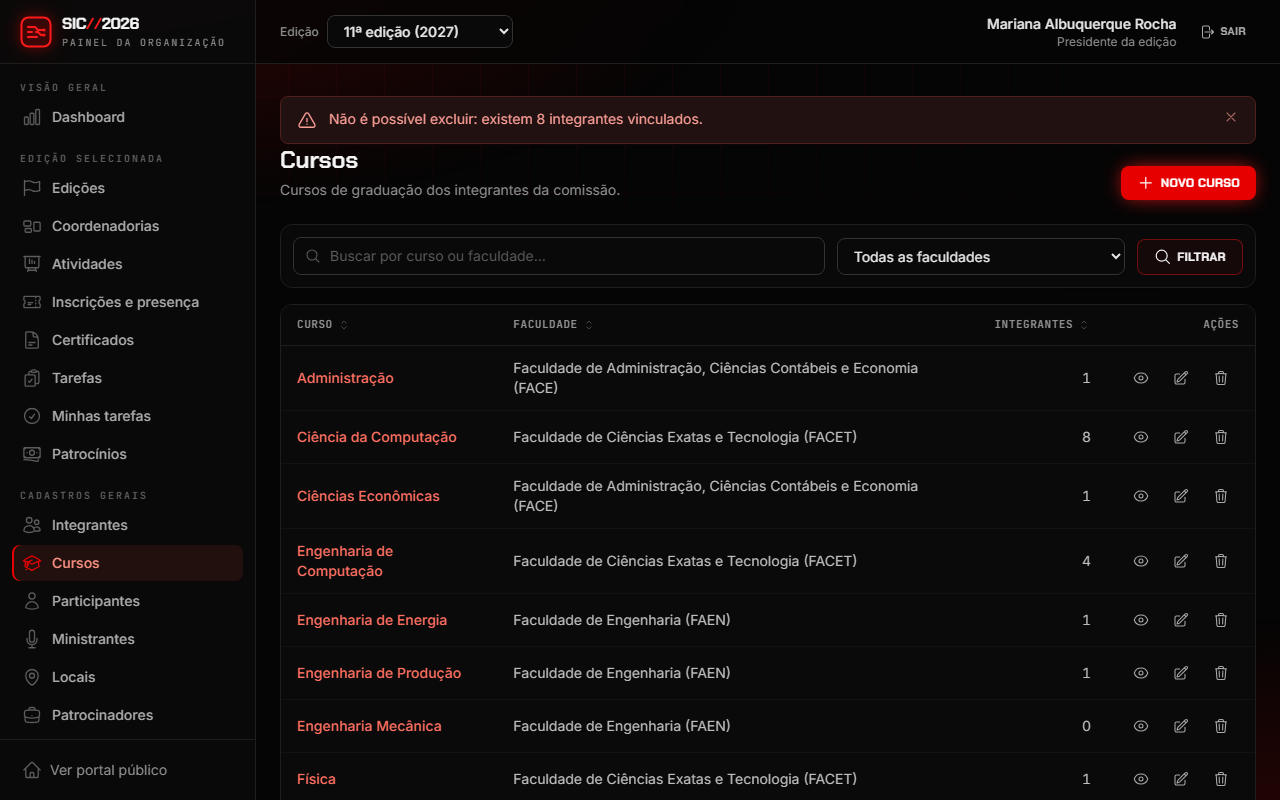 SIC//2026
PAINEL DA ORGANIZAÇÃO
Edição
11ª edição (2027)
Mariana Albuquerque Rocha
Presidente da edição
SAIR
VISÃO GERAL
Dashboard
EDIÇÃO SELECIONADA
Edições
Coordenadorias
Atividades
Inscrições e presença
Certificados
Tarefas
Minhas tarefas
Patrocínios
CADASTROS GERAIS
Integrantes
Cursos
Participantes
Ministrantes
Locais
Patrocinadores
Ver portal público
Não é possível excluir: existem 8 integrantes vinculados.
Cursos
Cursos de graduação dos integrantes da comissão.
NOVO CURSO
Buscar por curso ou faculdade...
Todas as faculdades
FILTRAR
CURSO
FACULDADE
INTEGRANTES
AÇÕES
Administração
Faculdade de Administração, Ciências Contábeis e Economia
(FACE)
1
Ciência da Computação
Faculdade de Ciências Exatas e Tecnologia (FACET)
8
Ciências Econômicas
Faculdade de Administração, Ciências Contábeis e Economia
(FACE)
1
Engenharia de
Computação
Faculdade de Ciências Exatas e Tecnologia (FACET)
4
Engenharia de Energia
Faculdade de Engenharia (FAEN)
1
Engenharia de Produção
Faculdade de Engenharia (FAEN)
1
Engenharia Mecânica
Faculdade de Engenharia (FAEN)
0
Física
Faculdade de Ciências Exatas e Tecnologia (FACET)
1